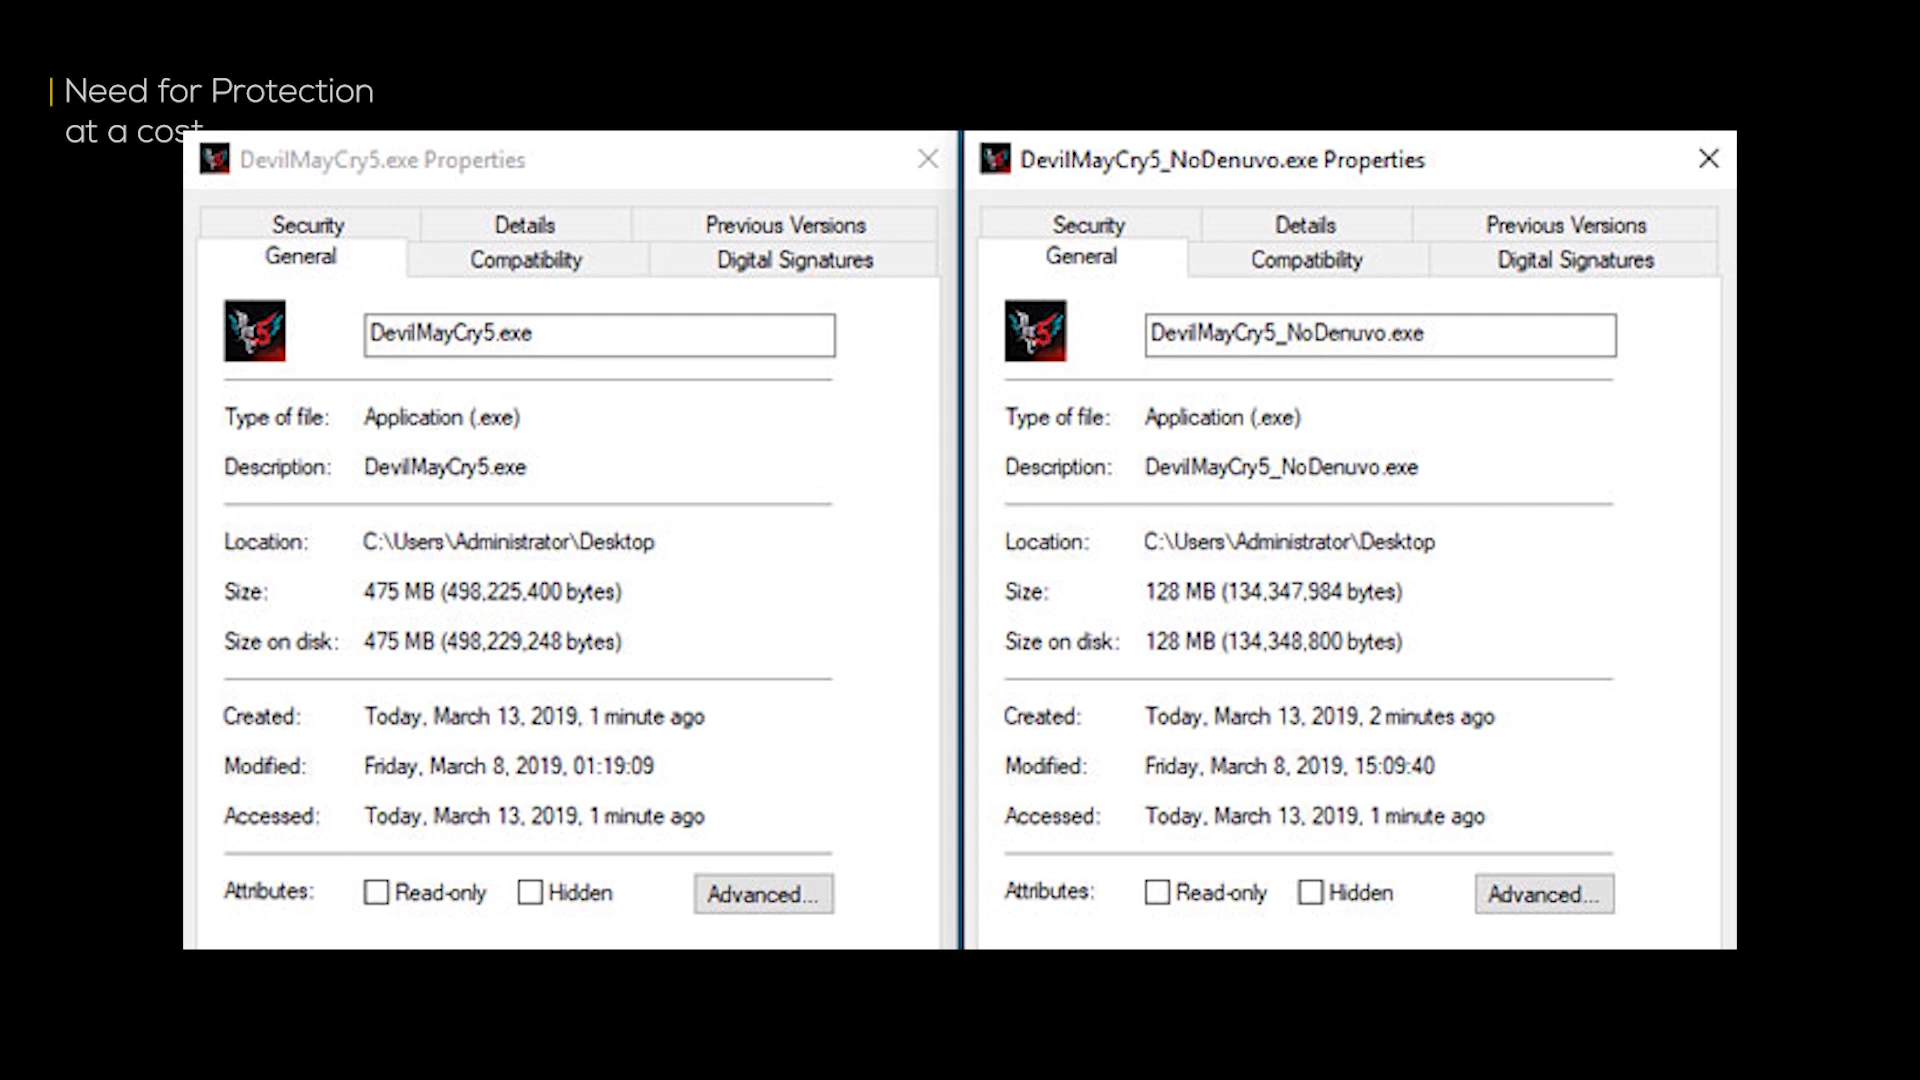 Need for Protection
at a cost
DevilMayCry5.exe Properties
Security Details Previous Versions
General Compatibility Digital Signatures
DevilMayCry5.exe
Type of file: Application (.exe)
Description: DevilMayCry5.exe
Location: C:\Users\Administrator\Desktop
Size: 475 MB (498,225,400 bytes)
Size on disk: 475 MB (498,229,248 bytes)
Created: Today, March 13, 2019, 1 minute ago
Modified: Friday, March 8, 2019, 01:19:09
Accessed: Today, March 13, 2019, 1 minute ago
Attributes: Read-only Hidden Advanced...
DevilMayCry5_NoDenuvo.exe Properties
Security Details Previous Versions
General Compatibility Digital Signatures
DevilMayCry5_NoDenuvo.exe
Type of file: Application (.exe)
Description: DevilMayCry5_NoDenuvo.exe
Location: C:\Users\Administrator\Desktop
Size: 128 MB (134,347,984 bytes)
Size on disk: 128 MB (134,348,800 bytes)
Created: Today, March 13, 2019, 2 minutes ago
Modified: Friday, March 8, 2019, 15:09:40
Accessed: Today, March 13, 2019, 1 minute ago
Attributes: Read-only Hidden Advanced...